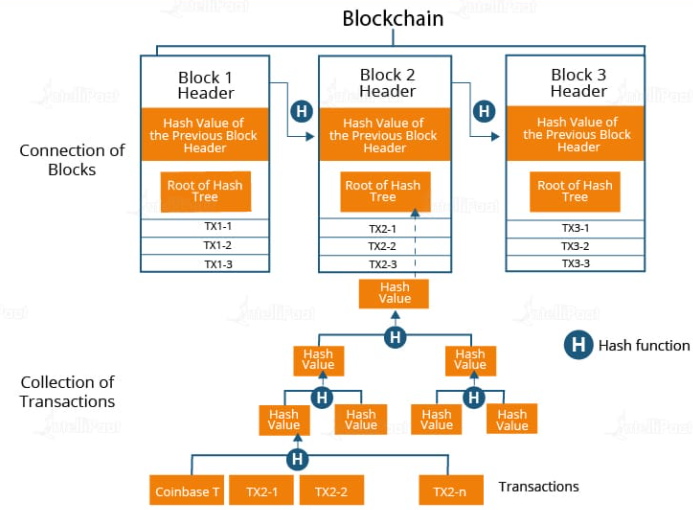 Blockchain
Block 1
Header
Block 2
Header
Block 3
Header
H
H
Hash Value of
the Previous Block
Header
Hash Value of
the Previous Block
Header
Hash Value of
the Previous Block
Header
Connection of
Blocks
Root of Hash
Tree
Root of Hash
Tree
Root of Hash
Tree
TX1-1
TX2-1
TX3-1
TX1-2
TX2-2
TX3-2
TX1-3
TX2-3
TX3-3
Hash
Value
H
H
Hash function
Hash
Value
Hash
Value
Collection of
Transactions
H
H
Hash
Value
Hash
Value
Hash
Value
Hash
Value
H
Coinbase T
TX2-1
TX2-2
TX2-n
Transactions